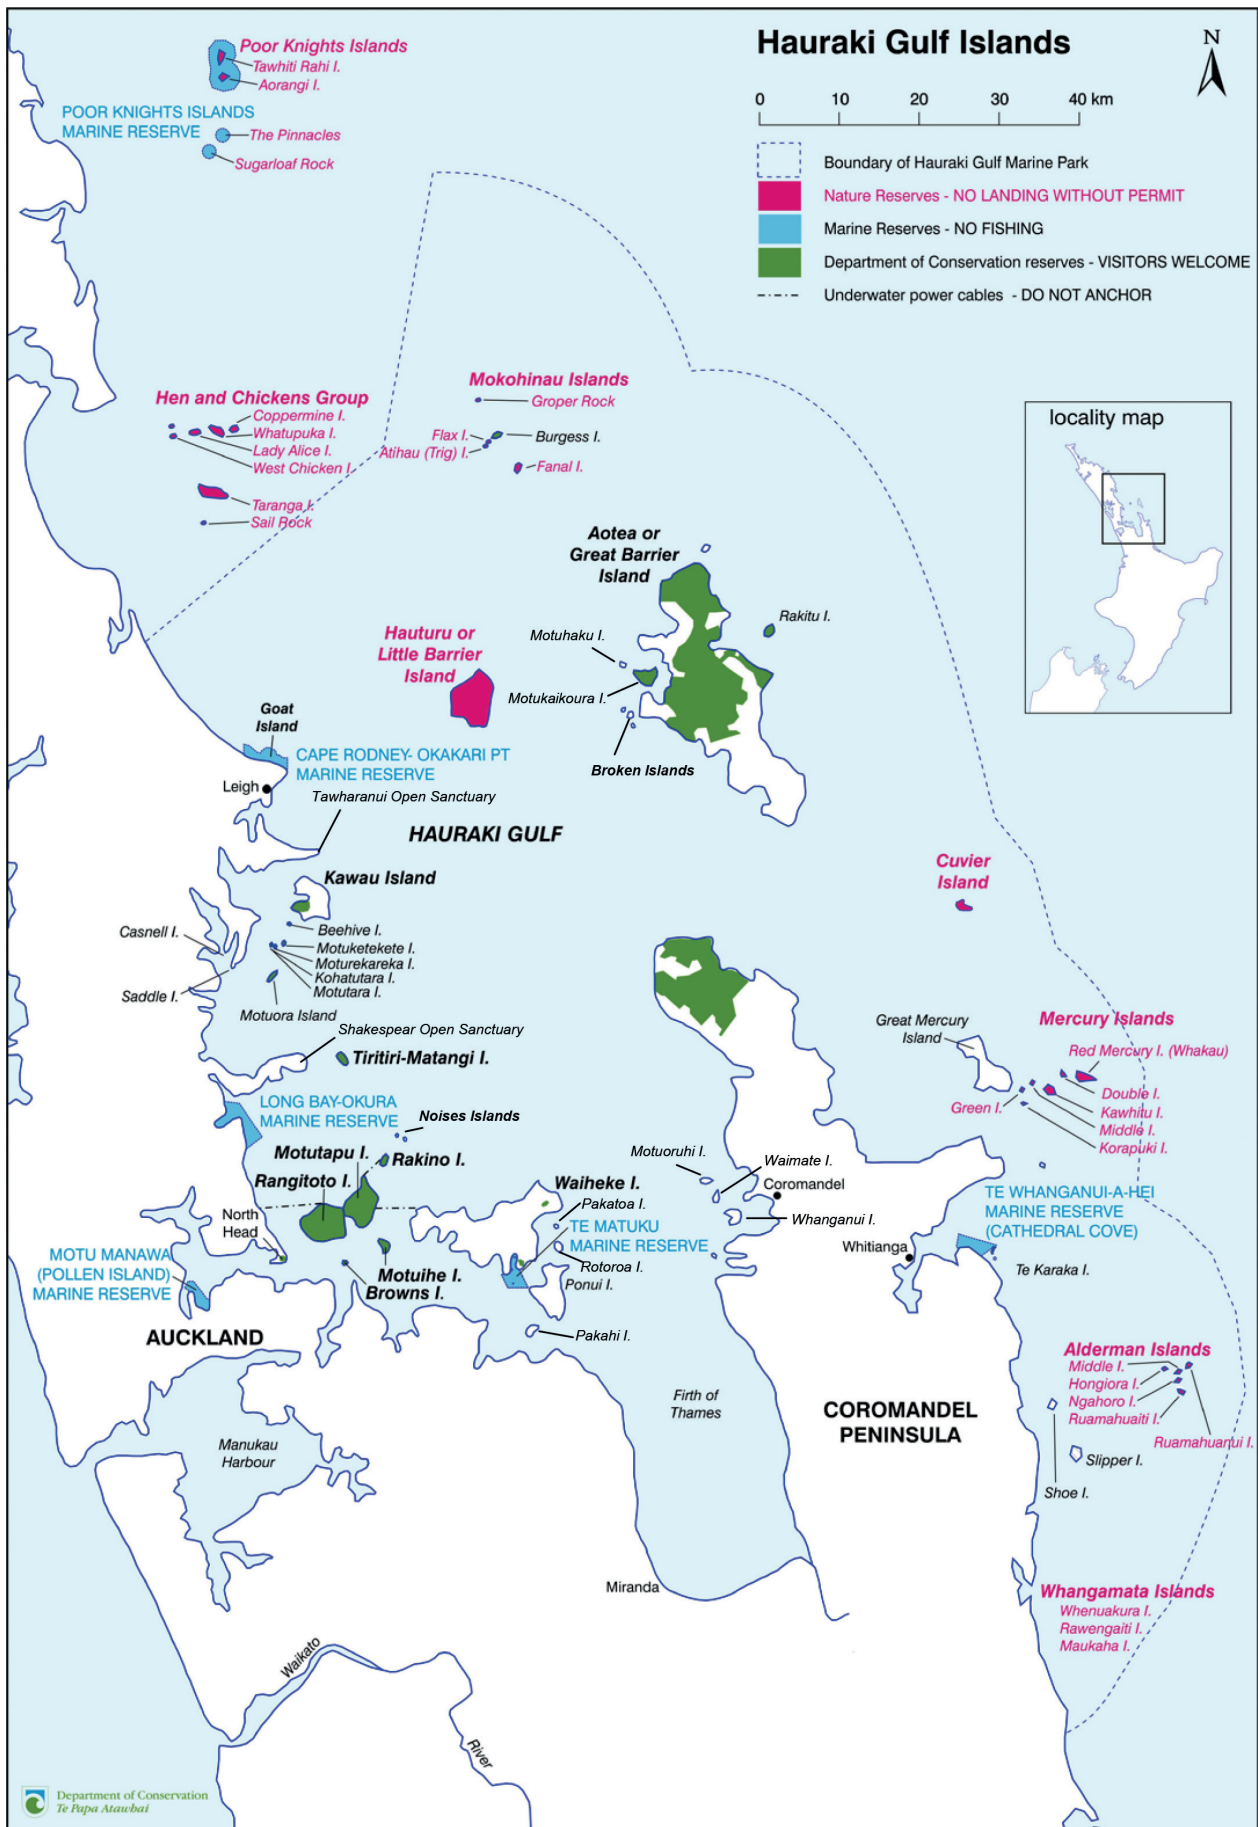 Hauraki Gulf Islands
N
0 10 20 30 40 km
Boundary of Hauraki Gulf Marine Park
Nature Reserves - NO LANDING WITHOUT PERMIT
Marine Reserves - NO FISHING
Department of Conservation reserves - VISITORS WELCOME
Underwater power cables - DO NOT ANCHOR
Poor Knights Islands
Tawhiti Rahi I.
Aorangi I.
POOR KNIGHTS ISLANDS
MARINE RESERVE
The Pinnacles
Sugarloaf Rock
Hen and Chickens Group
Coppermine I.
Whatupuka I.
Lady Alice I.
West Chicken I.
Taranga I.
Sail Rock
Mokohinau Islands
Groper Rock
Flax I.
Burgess I.
Atihau (Trig) I.
Fanal I.
locality map
Aotea or
Great Barrier
Island
Rakitu I.
Motuhaku I.
Motukaikoura I.
Broken Islands
Hauturu or
Little Barrier
Island
Goat
Island
CAPE RODNEY- OKAKARI PT
MARINE RESERVE
Leigh
Tawharanui Open Sanctuary
HAURAKI GULF
Kawau Island
Cuvier
Island
Casnell I.
Beehive I.
Motuketekete I.
Moturekareka I.
Kohatutara I.
Motutara I.
Saddle I.
Motuora Island
Shakespear Open Sanctuary
Tiritiri-Matangi I.
Great Mercury
Island
Mercury Islands
Red Mercury I. (Whakau)
Double I.
Green I.
Kawhitu I.
Middle I.
Korapuki I.
LONG BAY-OKURA
MARINE RESERVE
Noises Islands
Motutapu I.
Rakino I.
Rangitoto I.
North
Head
Waiheke I.
Pakatoa I.
TE MATUKU
MARINE RESERVE
Rotoroa I.
Ponui I.
Pakahi I.
Motuoruhi I.
Waimate I.
Coromandel
Whanganui I.
Whitianga
TE WHANGANUI-A-HEI
MARINE RESERVE
(CATHEDRAL COVE)
Te Karaka I.
MOTU MANAWA
(POLLEN ISLAND)
MARINE RESERVE
Motuihe I.
Browns I.
AUCKLAND
Manukau
Harbour
Firth of
Thames
COROMANDEL
PENINSULA
Alderman Islands
Middle I.
Hongiora I.
Ngahoro I.
Ruamahuaiti I.
Ruamahuanui I.
Slipper I.
Shoe I.
Miranda
Whangamata Islands
Whenuakura I.
Rawengaiti I.
Maukaha I.
Waikato
River
Department of Conservation
Te Papa Atawhai